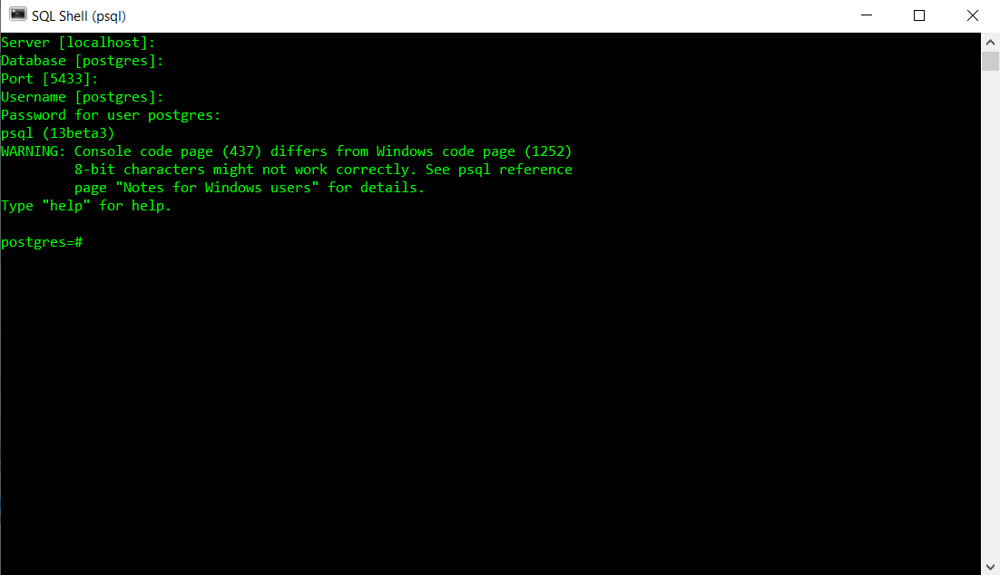 SQL Shell (psql)
Server [localhost]:
Database [postgres]:
Port [5433]:
Username [postgres]:
Password for user postgres:
psql (13beta3)
WARNING: Console code page (437) differs from Windows code page (1252)
         8-bit characters might not work correctly. See psql reference
         page "Notes for Windows users" for details.
Type "help" for help.

postgres=#